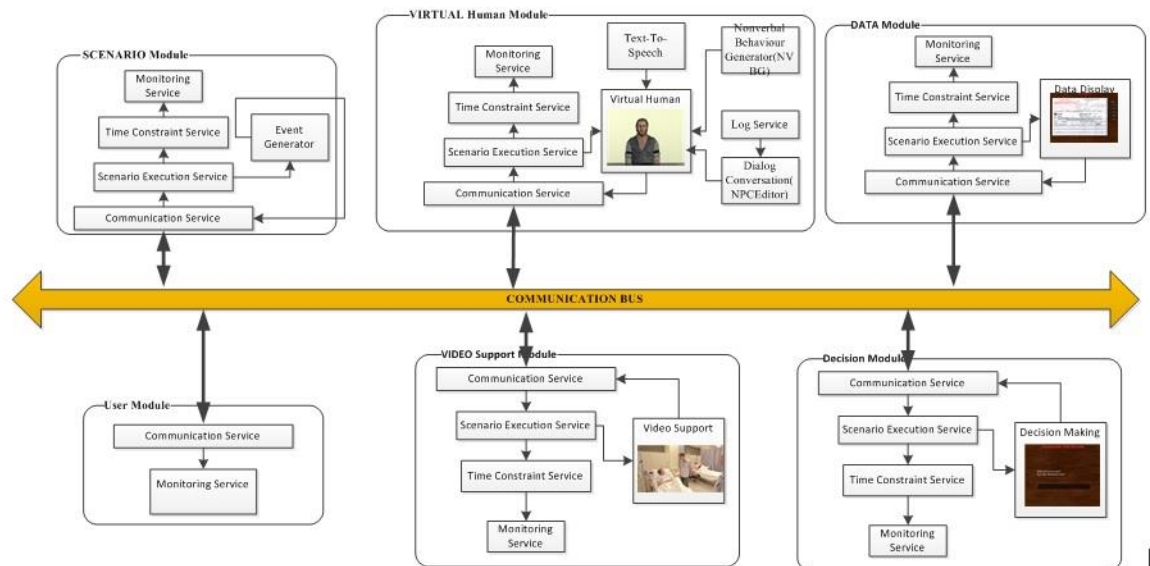 SCENARIO Module
Monitoring
Service
Time Constraint Service
Event
Generator
Scenario Execution Service
Communication Service
VIRTUAL Human Module
Text-To-
Speech
Nonverbal
Behaviour
Generator(NV
BG)
Monitoring
Service
Virtual Human
Time Constraint Service
Log Service
Scenario Execution Service
Dialog
Conversation(
NPCEditor)
Communication Service
DATA Module
Monitoring
Service
Data Display
Time Constraint Service
Scenario Execution Service
Communication Service
COMMUNICATION BUS
User Module
Communication Service
Monitoring Service
VIDEO Support Module
Communication Service
Scenario Execution Service
Video Support
Time Constraint Service
Monitoring
Service
Decision Module
Communication Service
Scenario Execution Service
Decision Making
Time Constraint Service
Monitoring
Service